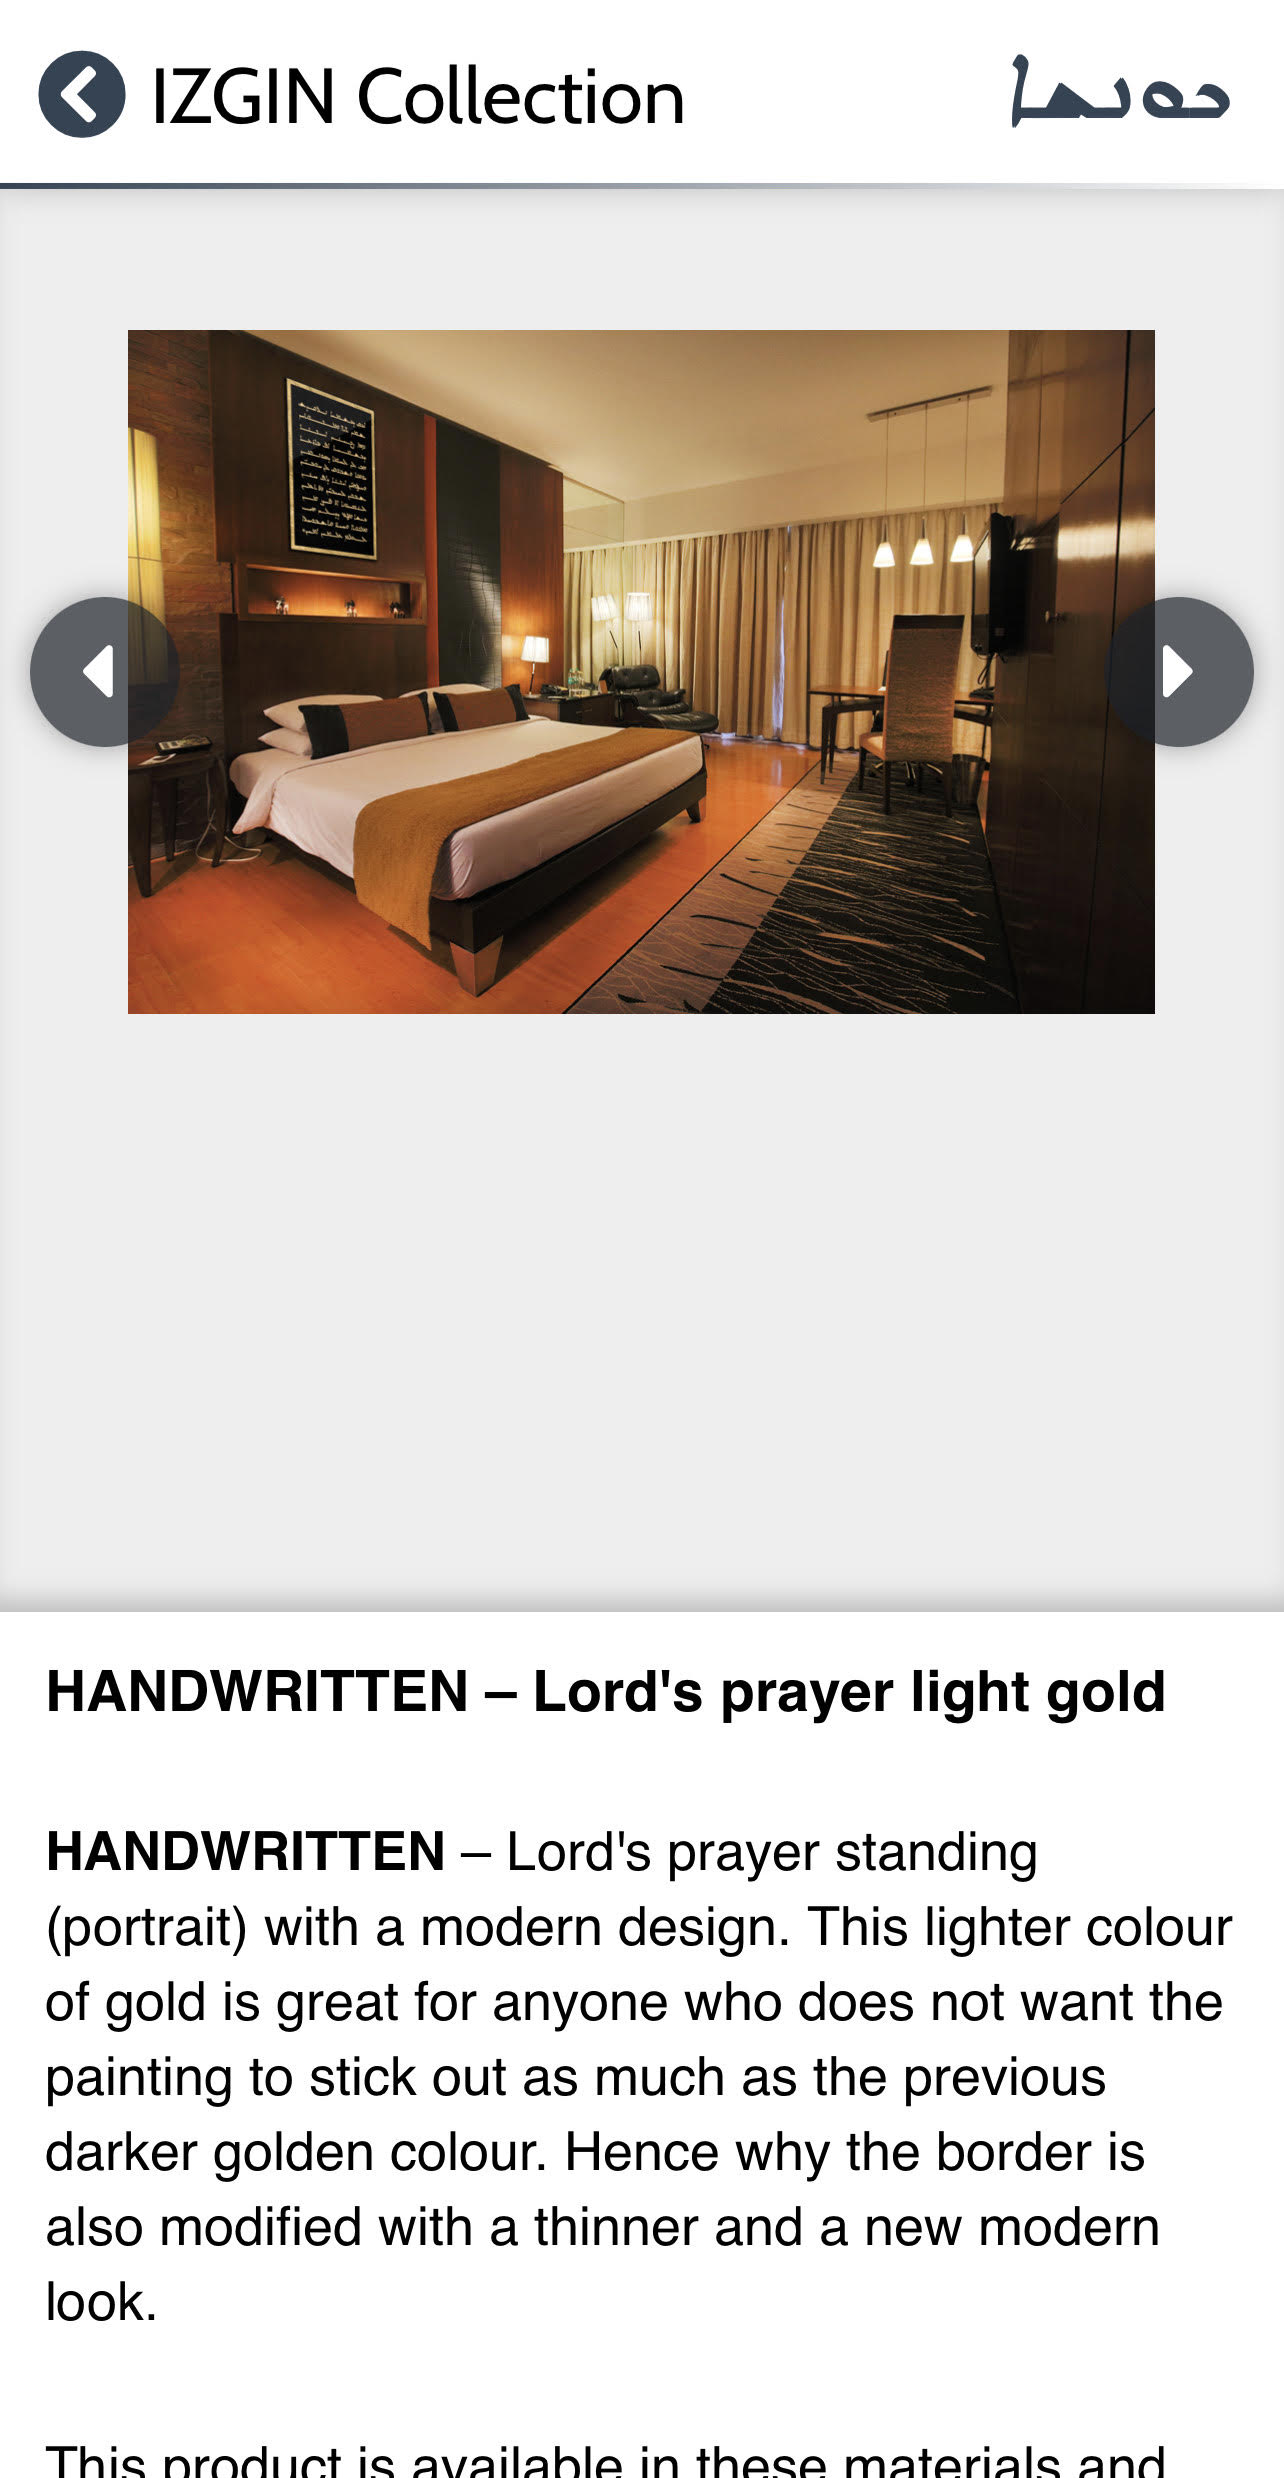 IZGIN Collection
HANDWRITTEN – Lord's prayer light gold
HANDWRITTEN – Lord's prayer standing
(portrait) with a modern design. This lighter colour
of gold is great for anyone who does not want the
painting to stick out as much as the previous
darker golden colour. Hence why the border is
also modified with a thinner and a new modern
look.
This product is available in these materials and